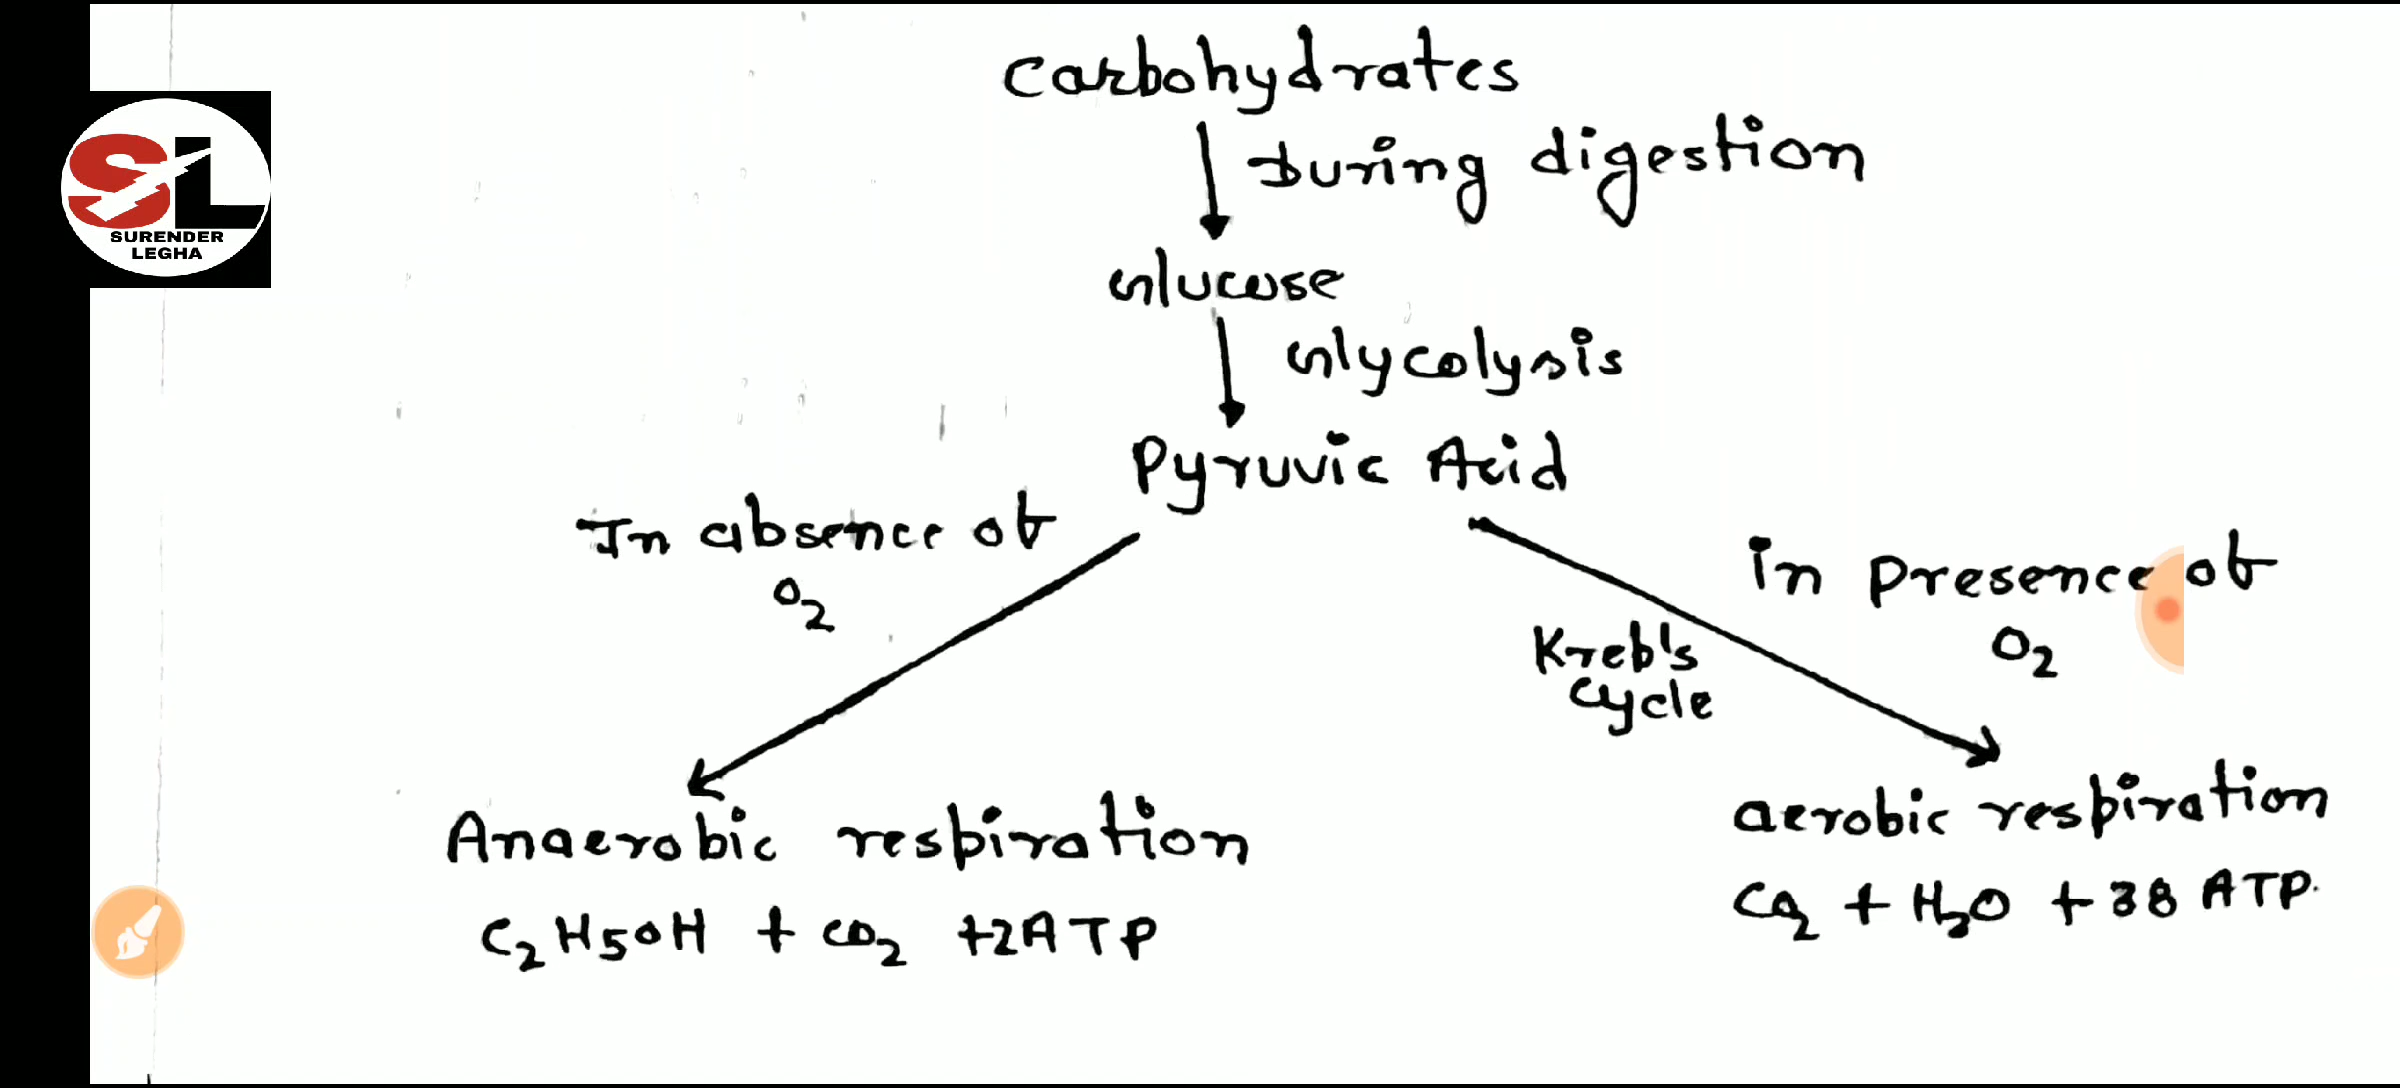 Carbohydrates
During digestion
Glucose
Glycolysis
Pyruvic Acid
In absence of
O2
in presence of
O2
Kreb's
cycle
Anaerobic respiration
C2H5OH + CO2 +2ATP
aerobic respiration
CO2 + H2O + 38 ATP.
SL
SURENDER
LEGHA